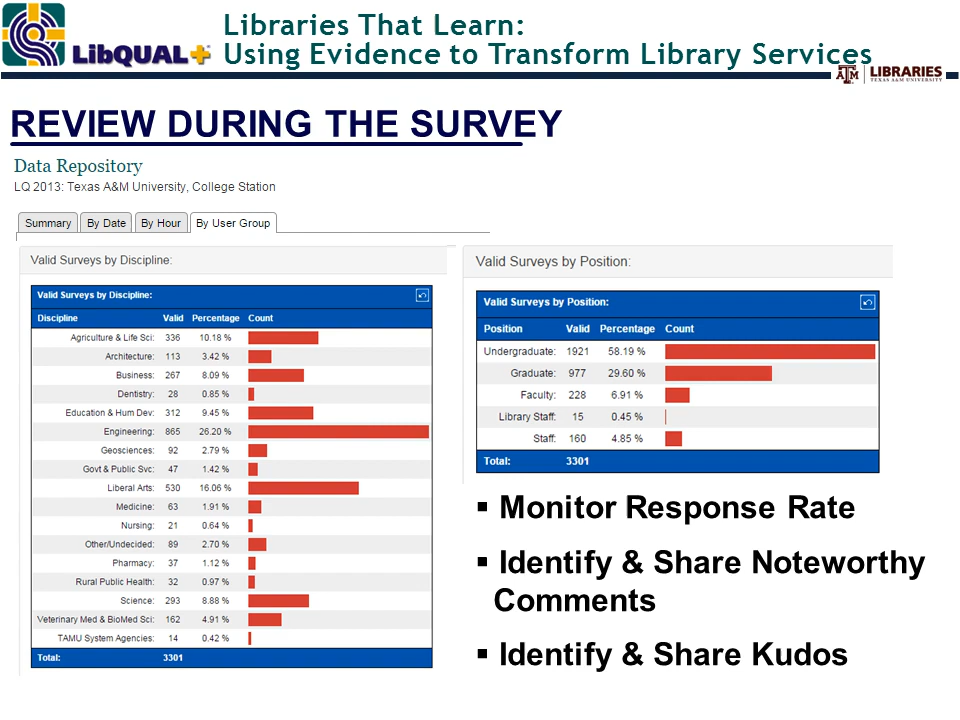 LibQUAL+
Libraries That Learn:
Using Evidence to Transform Library Services
A|M LIBRARIES
TEXAS A&M UNIVERSITY
REVIEW DURING THE SURVEY
Data Repository
LQ 2013: Texas A&M University, College Station
Summary By Date By Hour By User Group
Valid Surveys by Discipline:
Valid Surveys by Discipline:
Discipline Valid Percentage Count
Agriculture & Life Sci: 336 10.18 %
Architecture: 113 3.42 %
Business: 267 8.09 %
Dentistry: 28 0.85 %
Education & Hum Dev: 312 9.45 %
Engineering: 865 26.20 %
Geosciences: 92 2.79 %
Govt & Public Svc: 47 1.42 %
Liberal Arts: 530 16.06 %
Medicine: 63 1.91 %
Nursing: 21 0.64 %
Other/Undecided: 89 2.70 %
Pharmacy: 37 1.12 %
Rural Public Health: 32 0.97 %
Science: 293 8.88 %
Veterinary Med & BioMed Sci: 162 4.91 %
TAMU System Agencies: 14 0.42 %
Total: 3301
Valid Surveys by Position:
Valid Surveys by Position:
Position Valid Percentage Count
Undergraduate: 1921 58.19 %
Graduate: 977 29.60 %
Faculty: 228 6.91 %
Library Staff: 15 0.45 %
Staff: 160 4.85 %
Total: 3301
▪ Monitor Response Rate
▪ Identify & Share Noteworthy
Comments
▪ Identify & Share Kudos